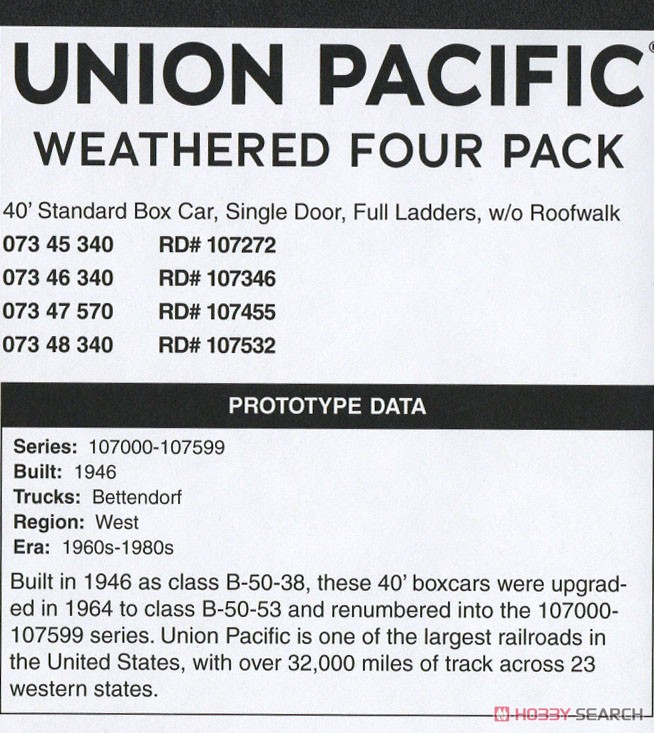 UNION PACIFIC®
WEATHERED FOUR PACK
40' Standard Box Car, Single Door, Full Ladders, w/o Roofwalk
073 45 340 RD# 107272
073 46 340 RD# 107346
073 47 570 RD# 107455
073 48 340 RD# 107532
PROTOTYPE DATA
Series: 107000-107599
Built: 1946
Trucks: Bettendorf
Region: West
Era: 1960s-1980s
Built in 1946 as class B-50-38, these 40' boxcars were upgrad-
ed in 1964 to class B-50-53 and renumbered into the 107000-
107599 series. Union Pacific is one of the largest railroads in
the United States, with over 32,000 miles of track across 23
western states.
HOBBY SEARCH